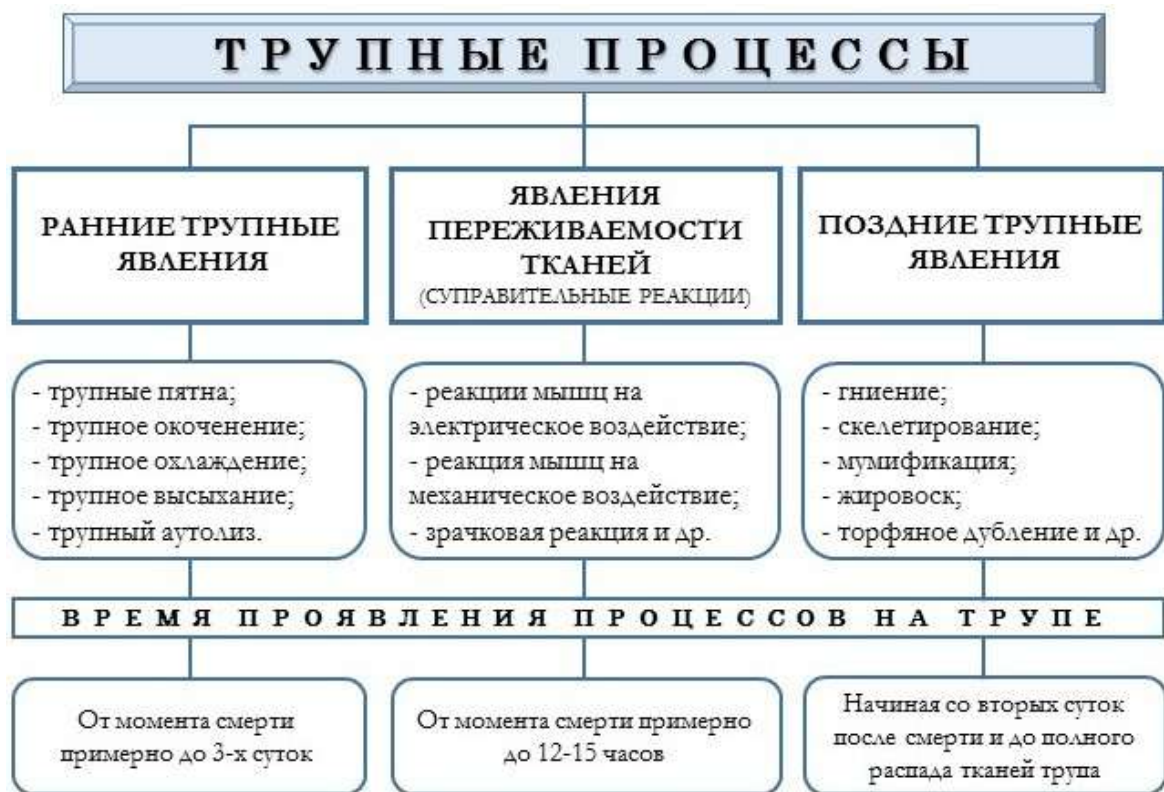 ТРУПНЫЕ ПРОЦЕССЫ
РАННИЕ ТРУПНЫЕ
ЯВЛЕНИЯ
ЯВЛЕНИЯ
ПЕРЕЖИВАЕМОСТИ
ТКАНЕЙ
(СУПРАВИТЕЛЬНЫЕ РЕАКЦИИ)
ПОЗДНИЕ ТРУПНЫЕ
ЯВЛЕНИЯ
- трупные пятна;
- трупное окоченение;
- трупное охлаждение;
- трупное высыхание;
- трупный аутолиз.
- реакции мышц на
электрическое воздействие;
- реакция мышц на
механическое воздействие;
- зрачковая реакция и др.
- гниение;
- скелетирование;
- мумификация;
- жировоск;
- торфяное дубление и др.
ВРЕМЯ ПРОЯВЛЕНИЯ ПРОЦЕССОВ НА ТРУПЕ
От момента смерти
примерно до 3-х суток
От момента смерти примерно
до 12-15 часов
Начиная со вторых суток
после смерти и до полного
распада тканей трупа